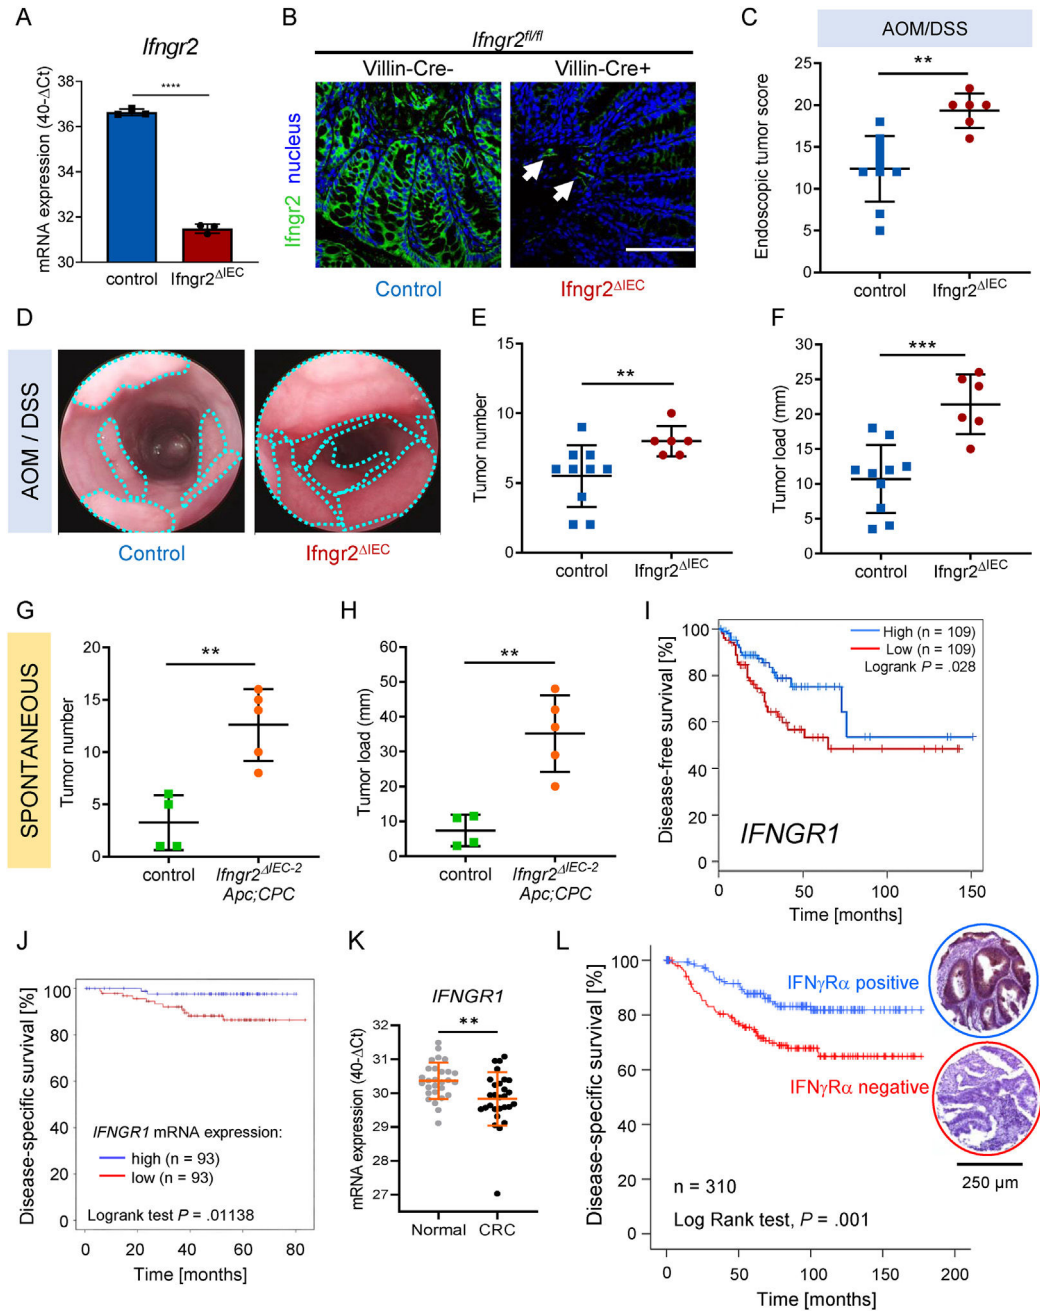 A
Ifngr2
mRNA expression (40-ΔCt)
38
36
34
32
30
****
control
Ifngr2ΔIEC
B
Ifngr2fl/fl
Villin-Cre-
Villin-Cre+
Ifngr2 nucleus
Control
Ifngr2ΔIEC
C
AOM/DSS
Endoscopic tumor score
25
20
15
10
5
0
**
control
Ifngr2ΔIEC
D
AOM / DSS
Control
Ifngr2ΔIEC
E
Tumor number
15
10
5
0
**
control
Ifngr2ΔIEC
F
Tumor load (mm)
30
25
20
15
10
5
0
***
control
Ifngr2ΔIEC
SPONTANEOUS
G
Tumor number
20
15
10
5
0
**
control
Ifngr2ΔIEC-2
Apc;CPC
H
Tumor load (mm)
60
50
40
30
20
10
0
**
control
Ifngr2ΔIEC-2
Apc;CPC
I
Disease-free survival [%]
100
80
60
40
20
0
High (n = 109)
Low (n = 109)
Logrank P = .028
IFNGR1
0
50
100
150
Time [months]
J
Disease-specific survival [%]
100
80
60
40
20
0
IFNGR1 mRNA expression:
high (n = 93)
low (n = 93)
Logrank test P = .01138
0
20
40
60
80
Time [months]
K
IFNGR1
mRNA expression (40-ΔCt)
32
31
30
29
28
27
**
Normal
CRC
L
Disease-specific survival [%]
100
80
60
40
20
0
IFNγRα positive
IFNγRα negative
250 µm
n = 310
Log Rank test, P = .001
0
50
100
150
200
Time [months]